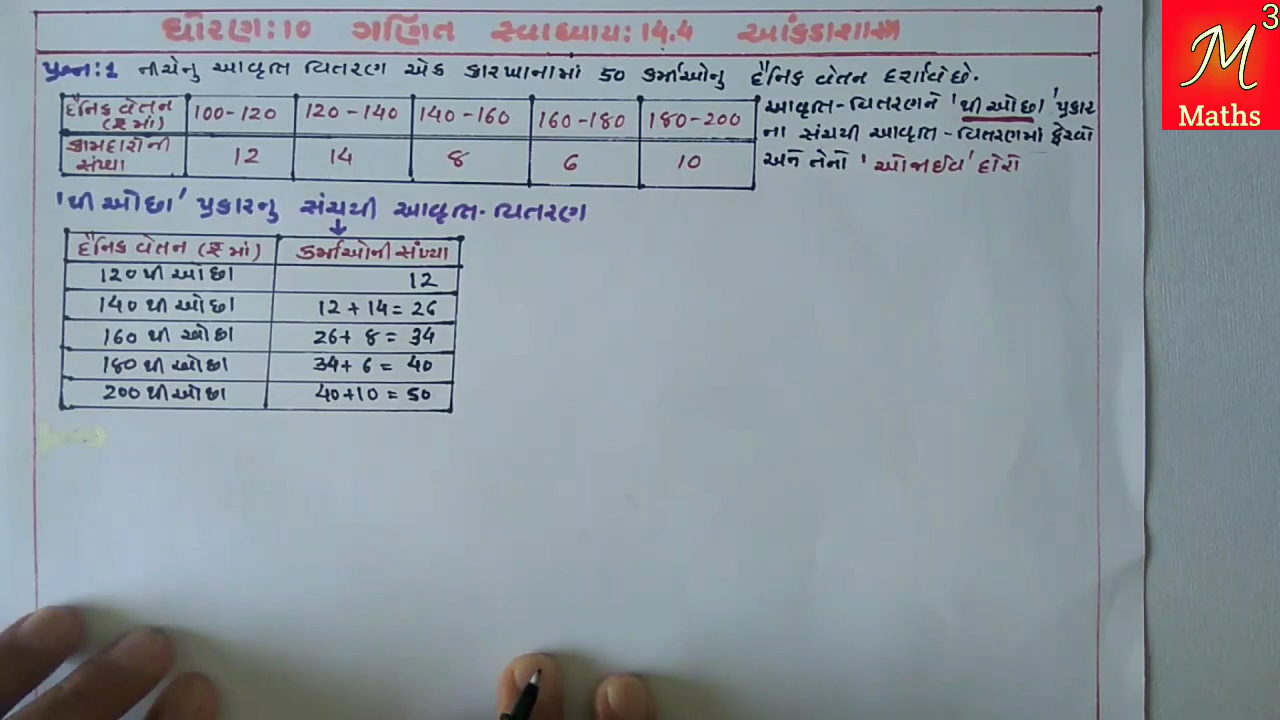 ધોરણ:10 ગણિત સ્વાધ્યાય:14.4 આંકડાશાસ્ત્ર
M³
Maths
પ્રશ્ન:1 નીચેનુ આવૃત્તિ વિતરણ એક કારખાનામાં 50 કર્મીઓનુ દૈનિક વેતન દર્શાવે છે.
દૈનિક વેતન (₹માં) 100-120 120-140 140-160 160-180 180-200
કામદારોની સંખ્યા 12 14 8 6 10
આવૃત્તિ-વિતરણને 'થી ઓછા' પ્રકાર
ના સંચયી આવૃત્તિ-વિતરણમાં ફેરવો
અને તેનો 'ઓજાઈવ' દોરો
'થી ઓછા' પ્રકારનુ સંચયી આવૃત્તિ-વિતરણ
દૈનિક વેતન (₹માં) કર્મીઓની સંખ્યા
120 થી ઓછા 12
140 થી ઓછા 12 + 14 = 26
160 થી ઓછા 26 + 8 = 34
180 થી ઓછા 34 + 6 = 40
200 થી ઓછા 40 + 10 = 50